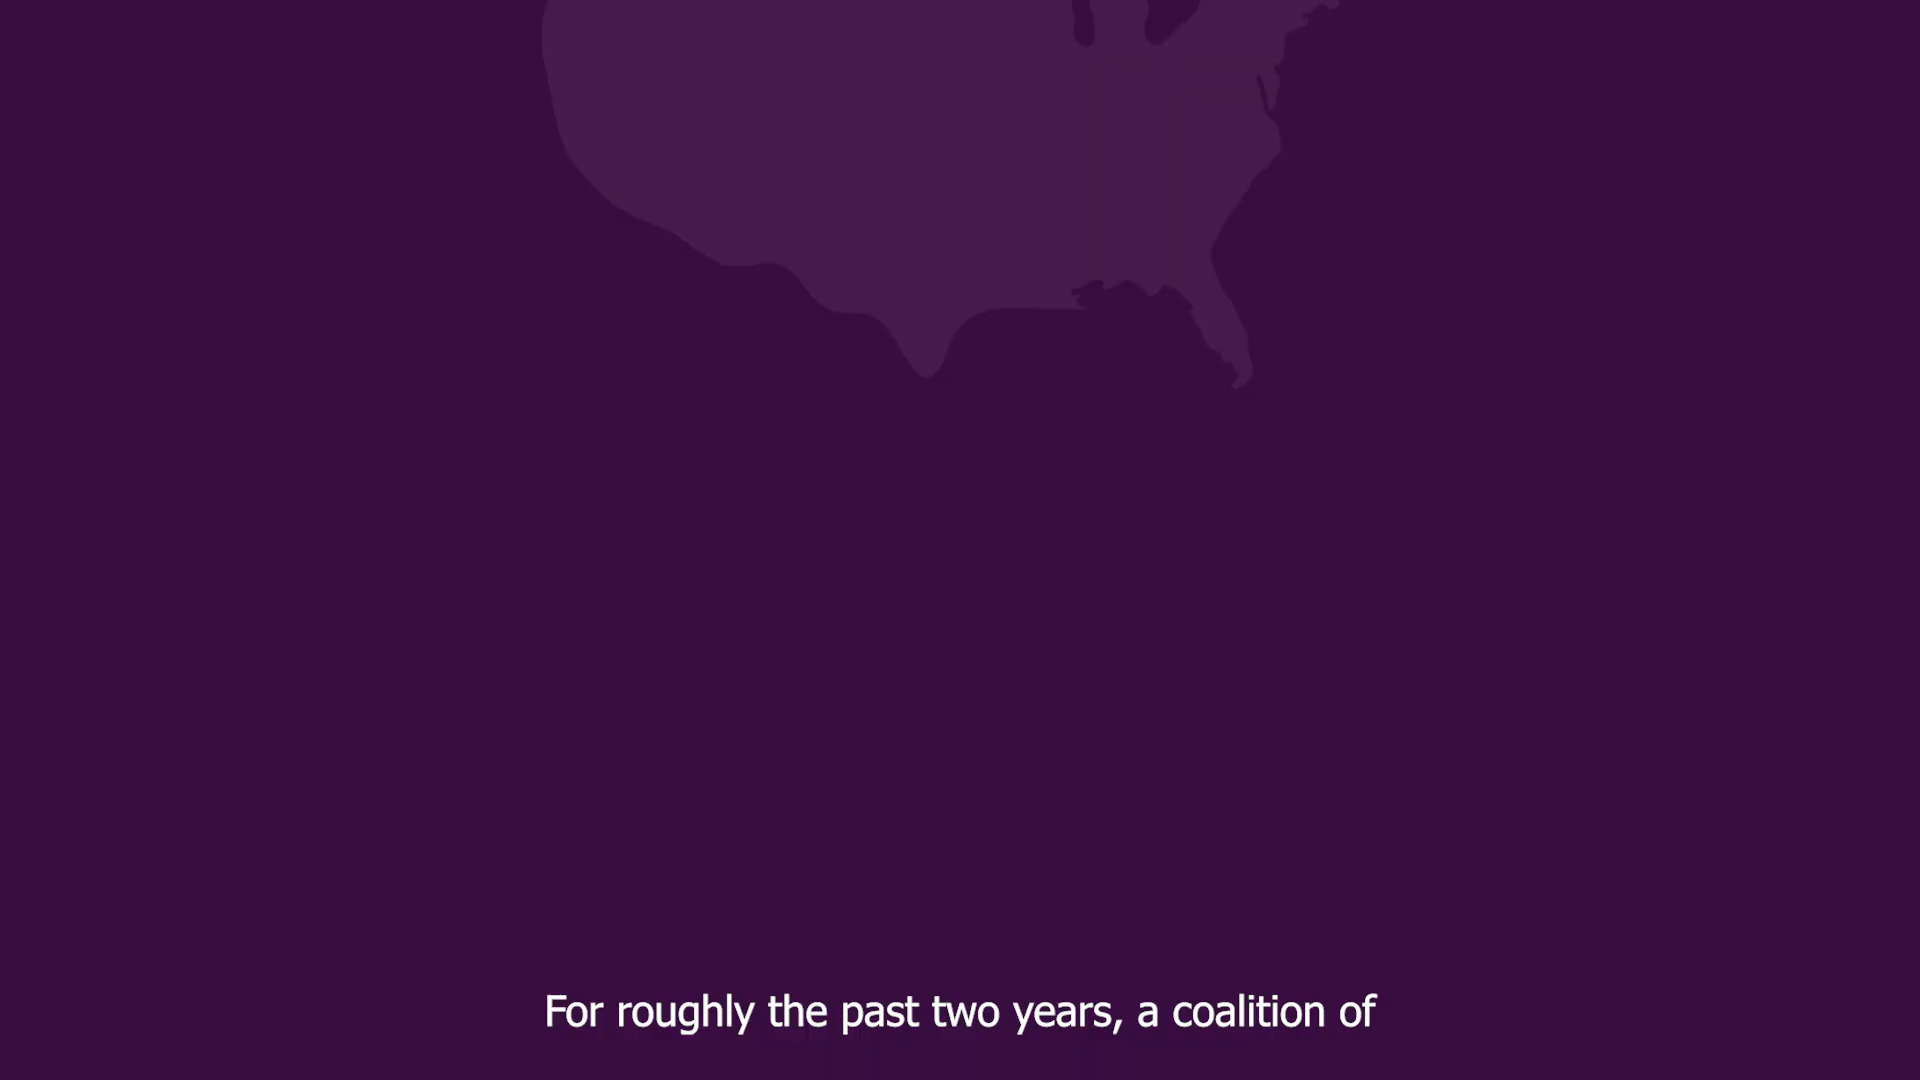 For roughly the past two years, a coalition of